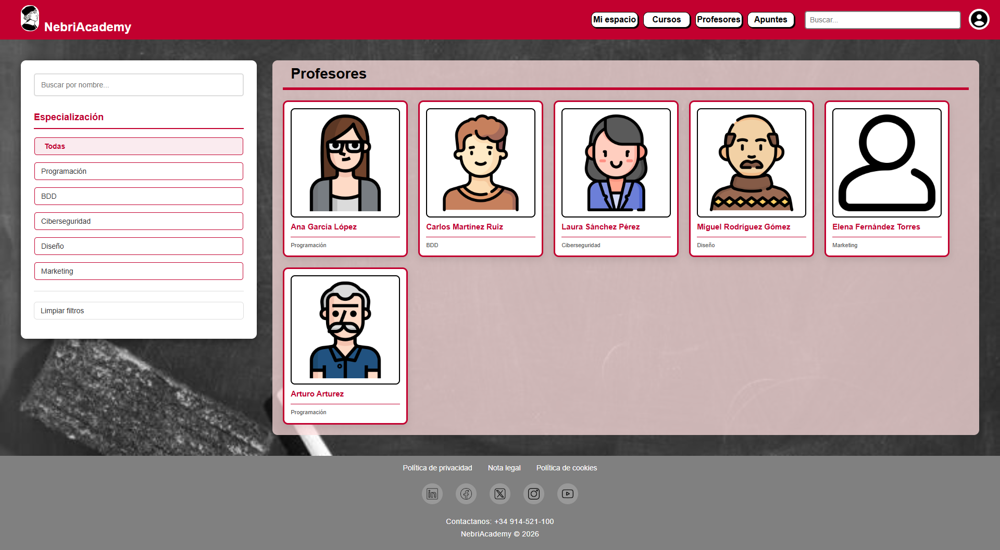 NebriAcademy
Mi espacio
Cursos
Profesores
Apuntes
Buscar...
Buscar por nombre...
Especialización
Todas
Programación
BDD
Ciberseguridad
Diseño
Marketing
Limpiar filtros
Profesores
Ana García López
Programación
Carlos Martínez Ruiz
BDD
Laura Sánchez Pérez
Ciberseguridad
Miguel Rodríguez Gómez
Diseño
Elena Fernández Torres
Marketing
Arturo Arturez
Programación
Política de privacidad
Nota legal
Política de cookies
Contactanos: +34 914-521-100
NebriAcademy © 2026